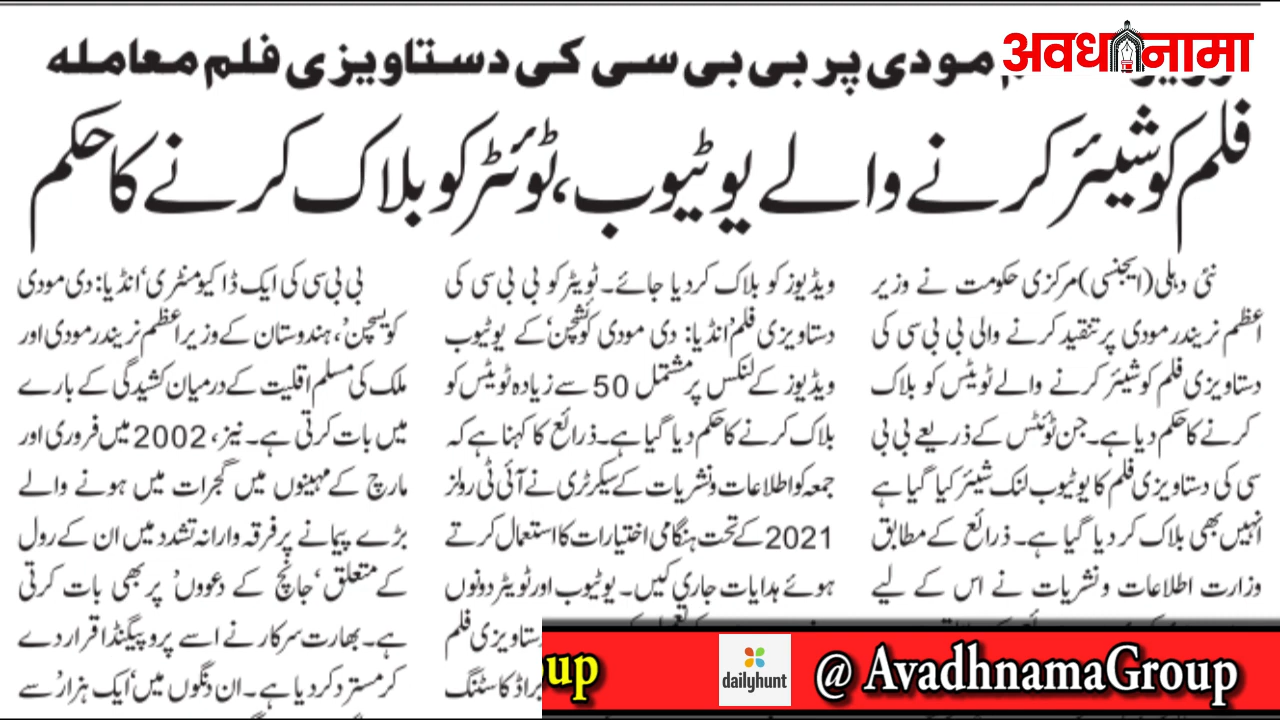 अवधनामा
مودی پر بی بی سی کی دستاویزی فلم معاملہ
فلم کو شیئر کرنے والے یوٹیوب، ٹوئٹر کو بلاک کرنے کا حکم
نئی دہلی (ایجنسی) مرکزی حکومت نے وزیر
اعظم نریندر مودی پر تنقید کرنے والی بی بی سی کی
دستاویزی فلم کو شیئر کرنے والے ٹویٹس کو بلاک
کرنے کا حکم دیا ہے۔ جن ٹوئٹس کے ذریعے بی بی
سی کی دستاویزی فلم کا یوٹیوب لنک شیئر کیا گیا ہے
انہیں بھی بلاک کر دیا گیا ہے۔ ذرائع کے مطابق
وزارت اطلاعات و نشریات نے اس کے لیے
ویڈیوز کو بلاک کردیا جائے۔ ٹویٹر کو بی بی سی کی
دستاویزی فلم 'انڈیا: دی مودی کوئشچن' کے یوٹیوب
ویڈیوز کے لنکس پر مشتمل 50 سے زیادہ ٹویٹس کو
بلاک کرنے کا حکم دیا گیا ہے۔ ذرائع کا کہنا ہے کہ
جمعہ کو اطلاعات و نشریات کے سیکرٹری نے آئی ٹی رولز
2021 کے تحت ہنگامی اختیارات کا استعمال کرتے
ہوئے ہدایات جاری کیں۔ یوٹیوب اور ٹویٹر دونوں
دستاویزی فلم
براڈ کاسٹنگ
بی بی سی کی ایک ڈاکیومنٹری 'انڈیا: دی مودی
کویسچن'، ہندوستان کے وزیر اعظم نریندر مودی اور
ملک کی مسلم اقلیت کے درمیان کشیدگی کے بارے
میں بات کرتی ہے۔ نیز، 2002 میں فروری اور
مارچ کے مہینوں میں گجرات میں ہونے والے
بڑے پیمانے پر فرقہ وارانہ تشدد میں ان کے رول
کے متعلق 'جانچ کے دعووں' پر بھی بات کرتی
ہے۔ بھارت سرکار نے اسے پروپیگنڈا قرار دے
کر مسترد کر دیا ہے۔ ان دنگوں میں 'ایک ہزار' سے
oup
dailyhunt
@ AvadhnamaGroup